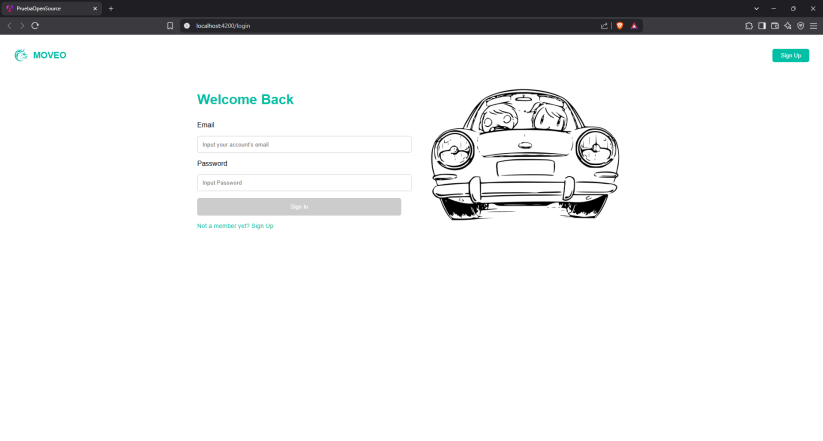 PruebaOpenSource
localhost:4200/login
MOVEO
Sign Up
Welcome Back
Email
Input your account's email
Password
Input Password
Sign In
Not a member yet? Sign Up